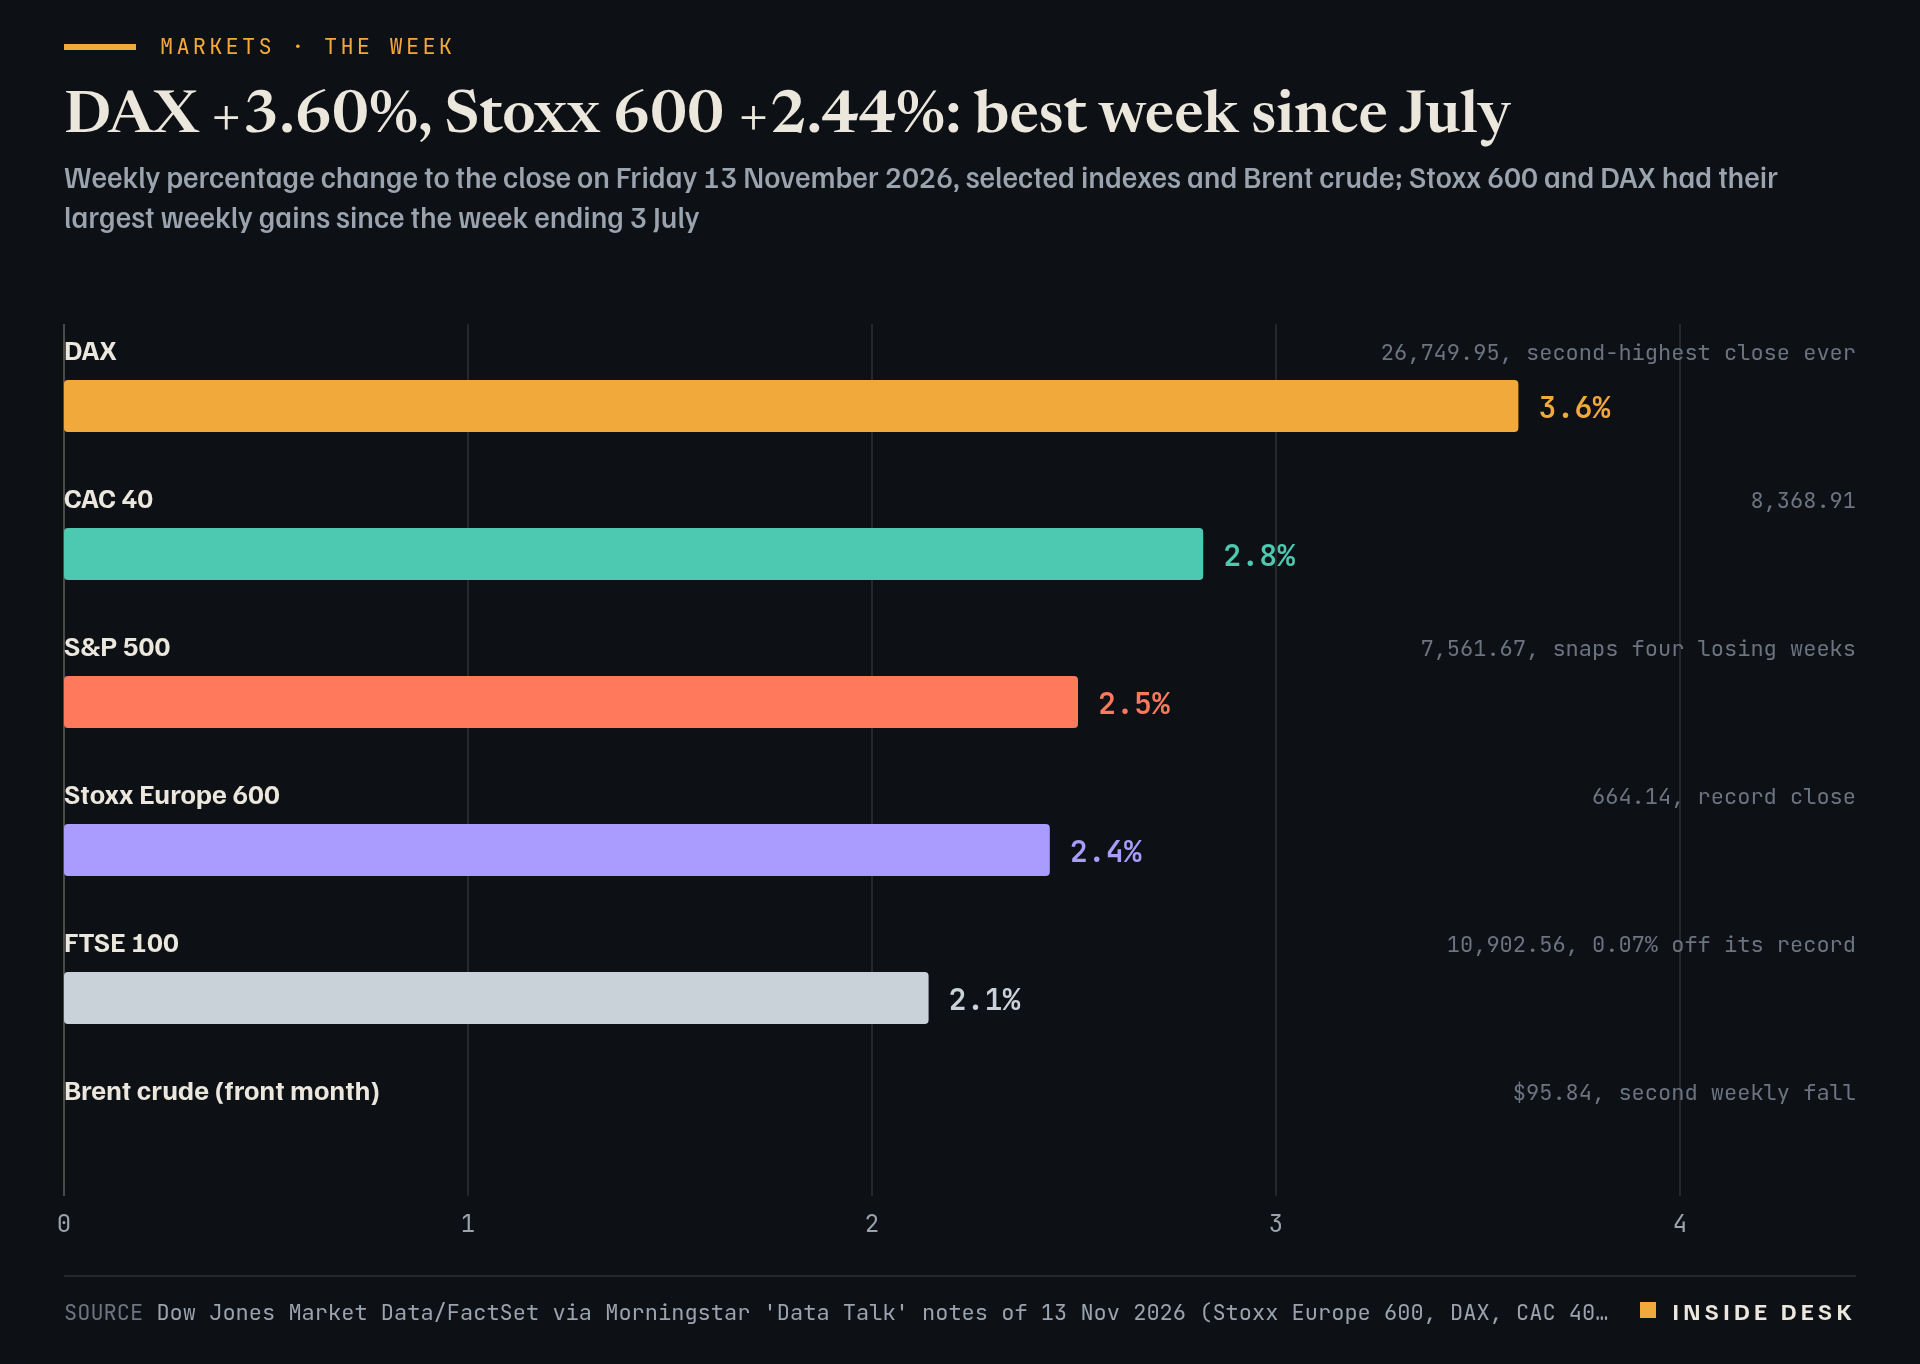 MARKETS · THE WEEK
DAX +3.60%, Stoxx 600 +2.44%: best week since July
Weekly percentage change to the close on Friday 13 November 2026, selected indexes and Brent crude; Stoxx 600 and DAX had their
largest weekly gains since the week ending 3 July
DAX 26,749.95, second-highest close ever
3.6%
CAC 40 8,368.91
2.8%
S&P 500 7,561.67, snaps four losing weeks
2.5%
Stoxx Europe 600 664.14, record close
2.4%
FTSE 100 10,902.56, 0.07% off its record
2.1%
Brent crude (front month) $95.84, second weekly fall
0 1 2 3 4
SOURCE Dow Jones Market Data/FactSet via Morningstar 'Data Talk' notes of 13 Nov 2026 (Stoxx Europe 600, DAX, CAC 40… INSIDE DESK